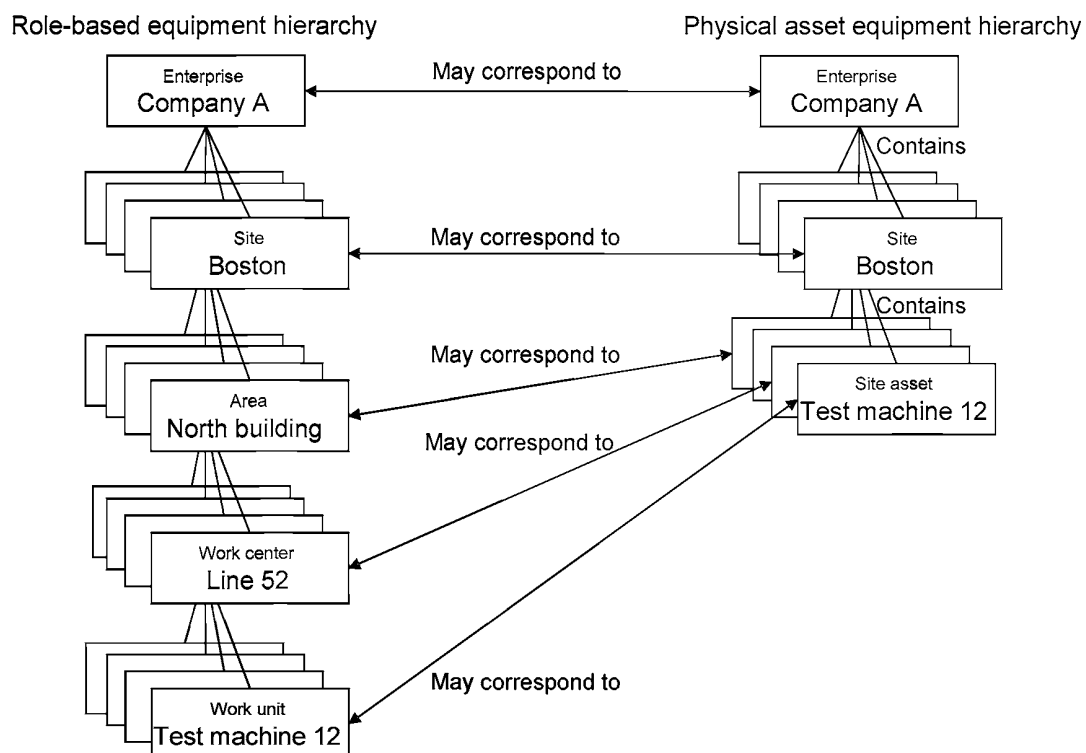 Role-based equipment hierarchy
Physical asset equipment hierarchy
Enterprise
Company A
May correspond to
Enterprise
Company A
Contains
Site
Boston
May correspond to
Site
Boston
Contains
Area
North building
May correspond to
Site asset
Test machine 12
May correspond to
Work center
Line 52
May correspond to
Work unit
Test machine 12